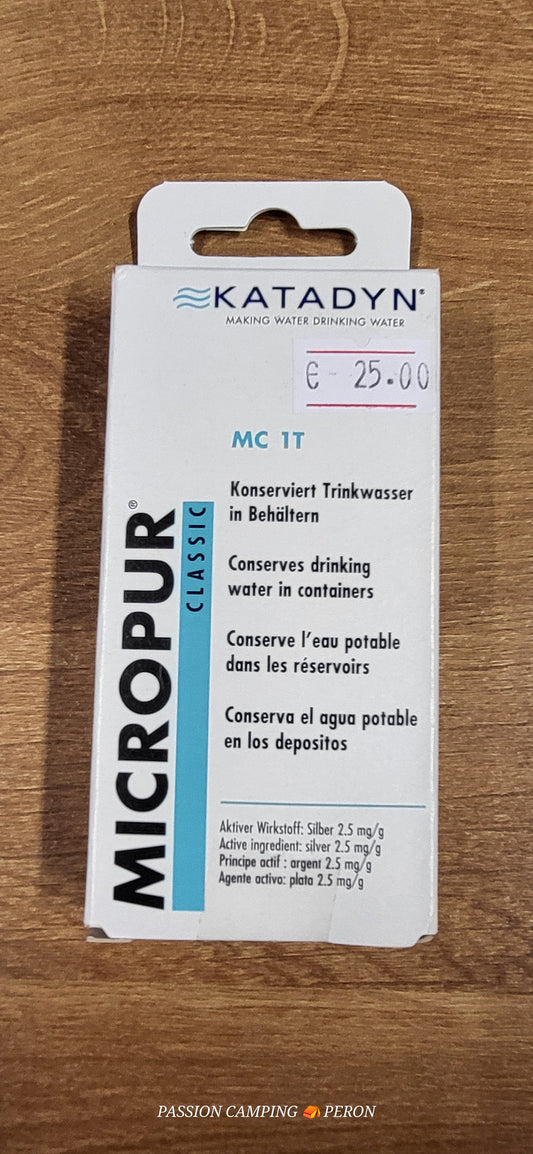 KATADYN®
MAKING WATER DRINKING WATER
€ - 25.00
MC 1T
MICROPUR®
CLASSIC
Konserviert Trinkwasser
in Behältern
Conserves drinking
water in containers
Conserve l'eau potable
dans les réservoirs
Conserva el agua potable
en los depositos
Aktiver Wirkstoff: Silber 2.5 mg/g
Active ingredient: silver 2.5 mg/g
Principe actif : argent 2.5 mg/g
Agente activo: plata 2.5 mg/g
PASSION CAMPING 🏕️ PERON